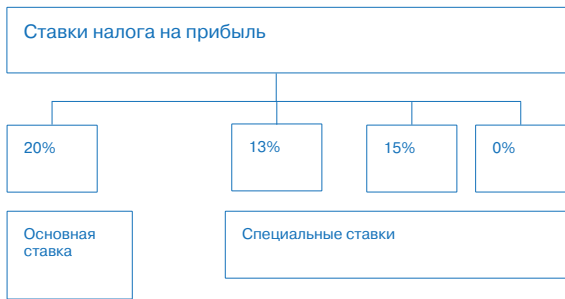 Ставки налога на прибыль
20%
13%
15%
0%
Основная
ставка
Специальные ставки